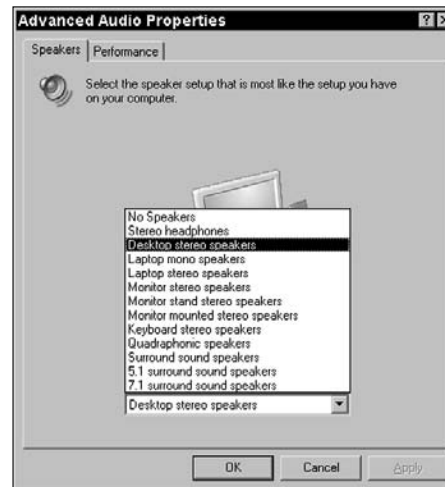 Advanced Audio Properties
Speakers
Performance
Select the speaker setup that is most like the setup you have
on your computer.
No Speakers
Stereo headphones
Desktop stereo speakers
Laptop mono speakers
Laptop stereo speakers
Monitor stereo speakers
Monitor stand stereo speakers
Monitor mounted stereo speakers
Keyboard stereo speakers
Quadraphonic speakers
Surround sound speakers
5.1 surround sound speakers
7.1 surround sound speakers
Desktop stereo speakers
OK Cancel Apply